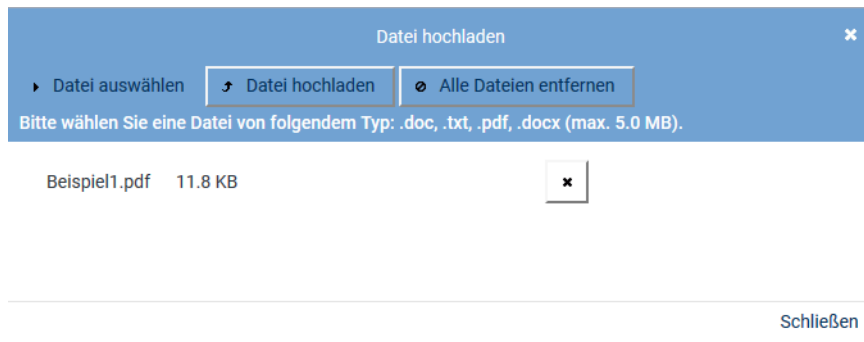 Datei hochladen
Datei auswählen Datei hochladen Alle Dateien entfernen
Bitte wählen Sie eine Datei von folgendem Typ: .doc, .txt, .pdf, .docx (max. 5.0 MB).
Beispiel1.pdf 11.8 KB
Schließen